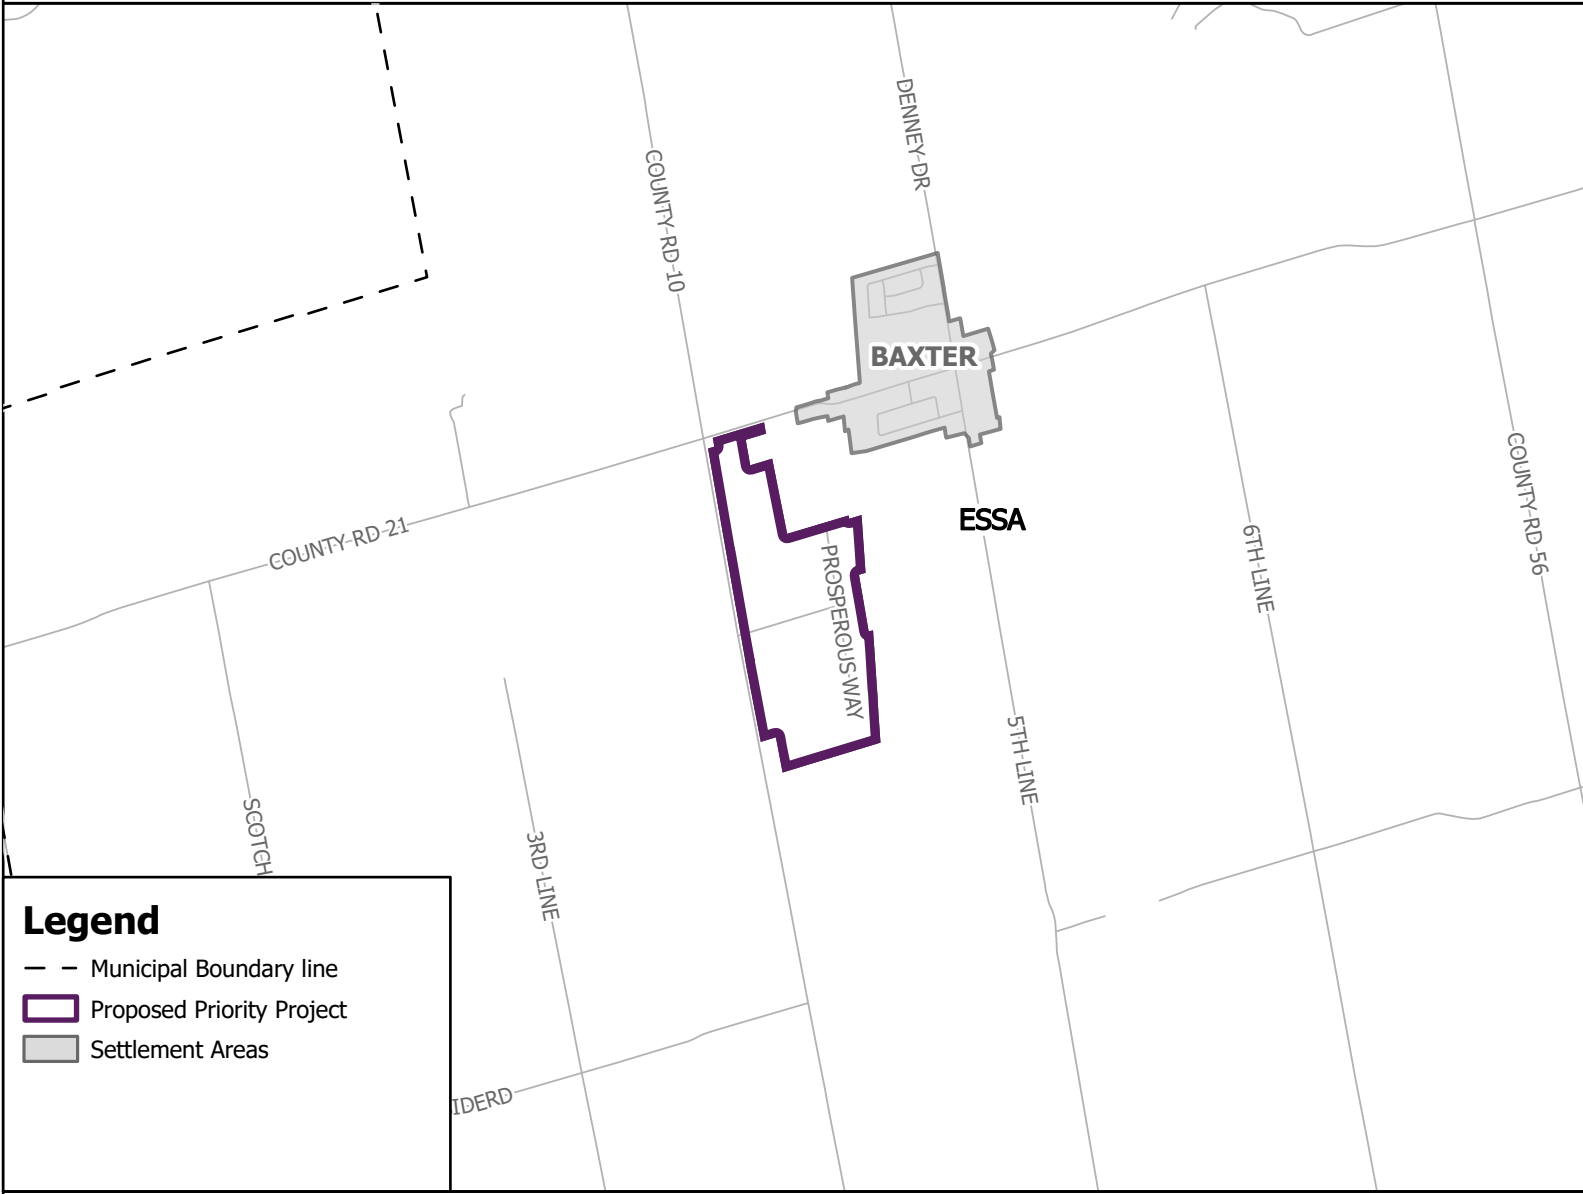 DENNEY DR
COUNTY RD 10
BAXTER
COUNTY RD 21
ESSA
PROSPEROUS WAY
6TH LINE
COUNTY RD 56
5TH LINE
SCOTCH
3RD LINE
IDERD
Legend
Municipal Boundary line
Proposed Priority Project
Settlement Areas